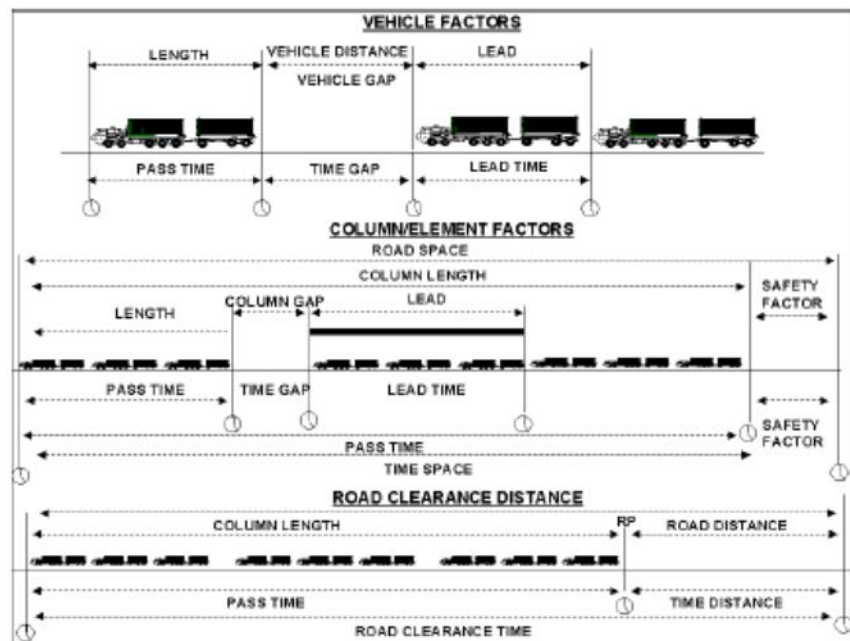 VEHICLE FACTORS
LENGTH VEHICLE DISTANCE LEAD
VEHICLE GAP
PASS TIME TIME GAP LEAD TIME
COLUMN/ELEMENT FACTORS
ROAD SPACE
COLUMN LENGTH
SAFETY FACTOR
COLUMN GAP LEAD
LENGTH
PASS TIME TIME GAP LEAD TIME
SAFETY FACTOR
PASS TIME
TIME SPACE
ROAD CLEARANCE DISTANCE
COLUMN LENGTH RP ROAD DISTANCE
PASS TIME TIME DISTANCE
ROAD CLEARANCE TIME